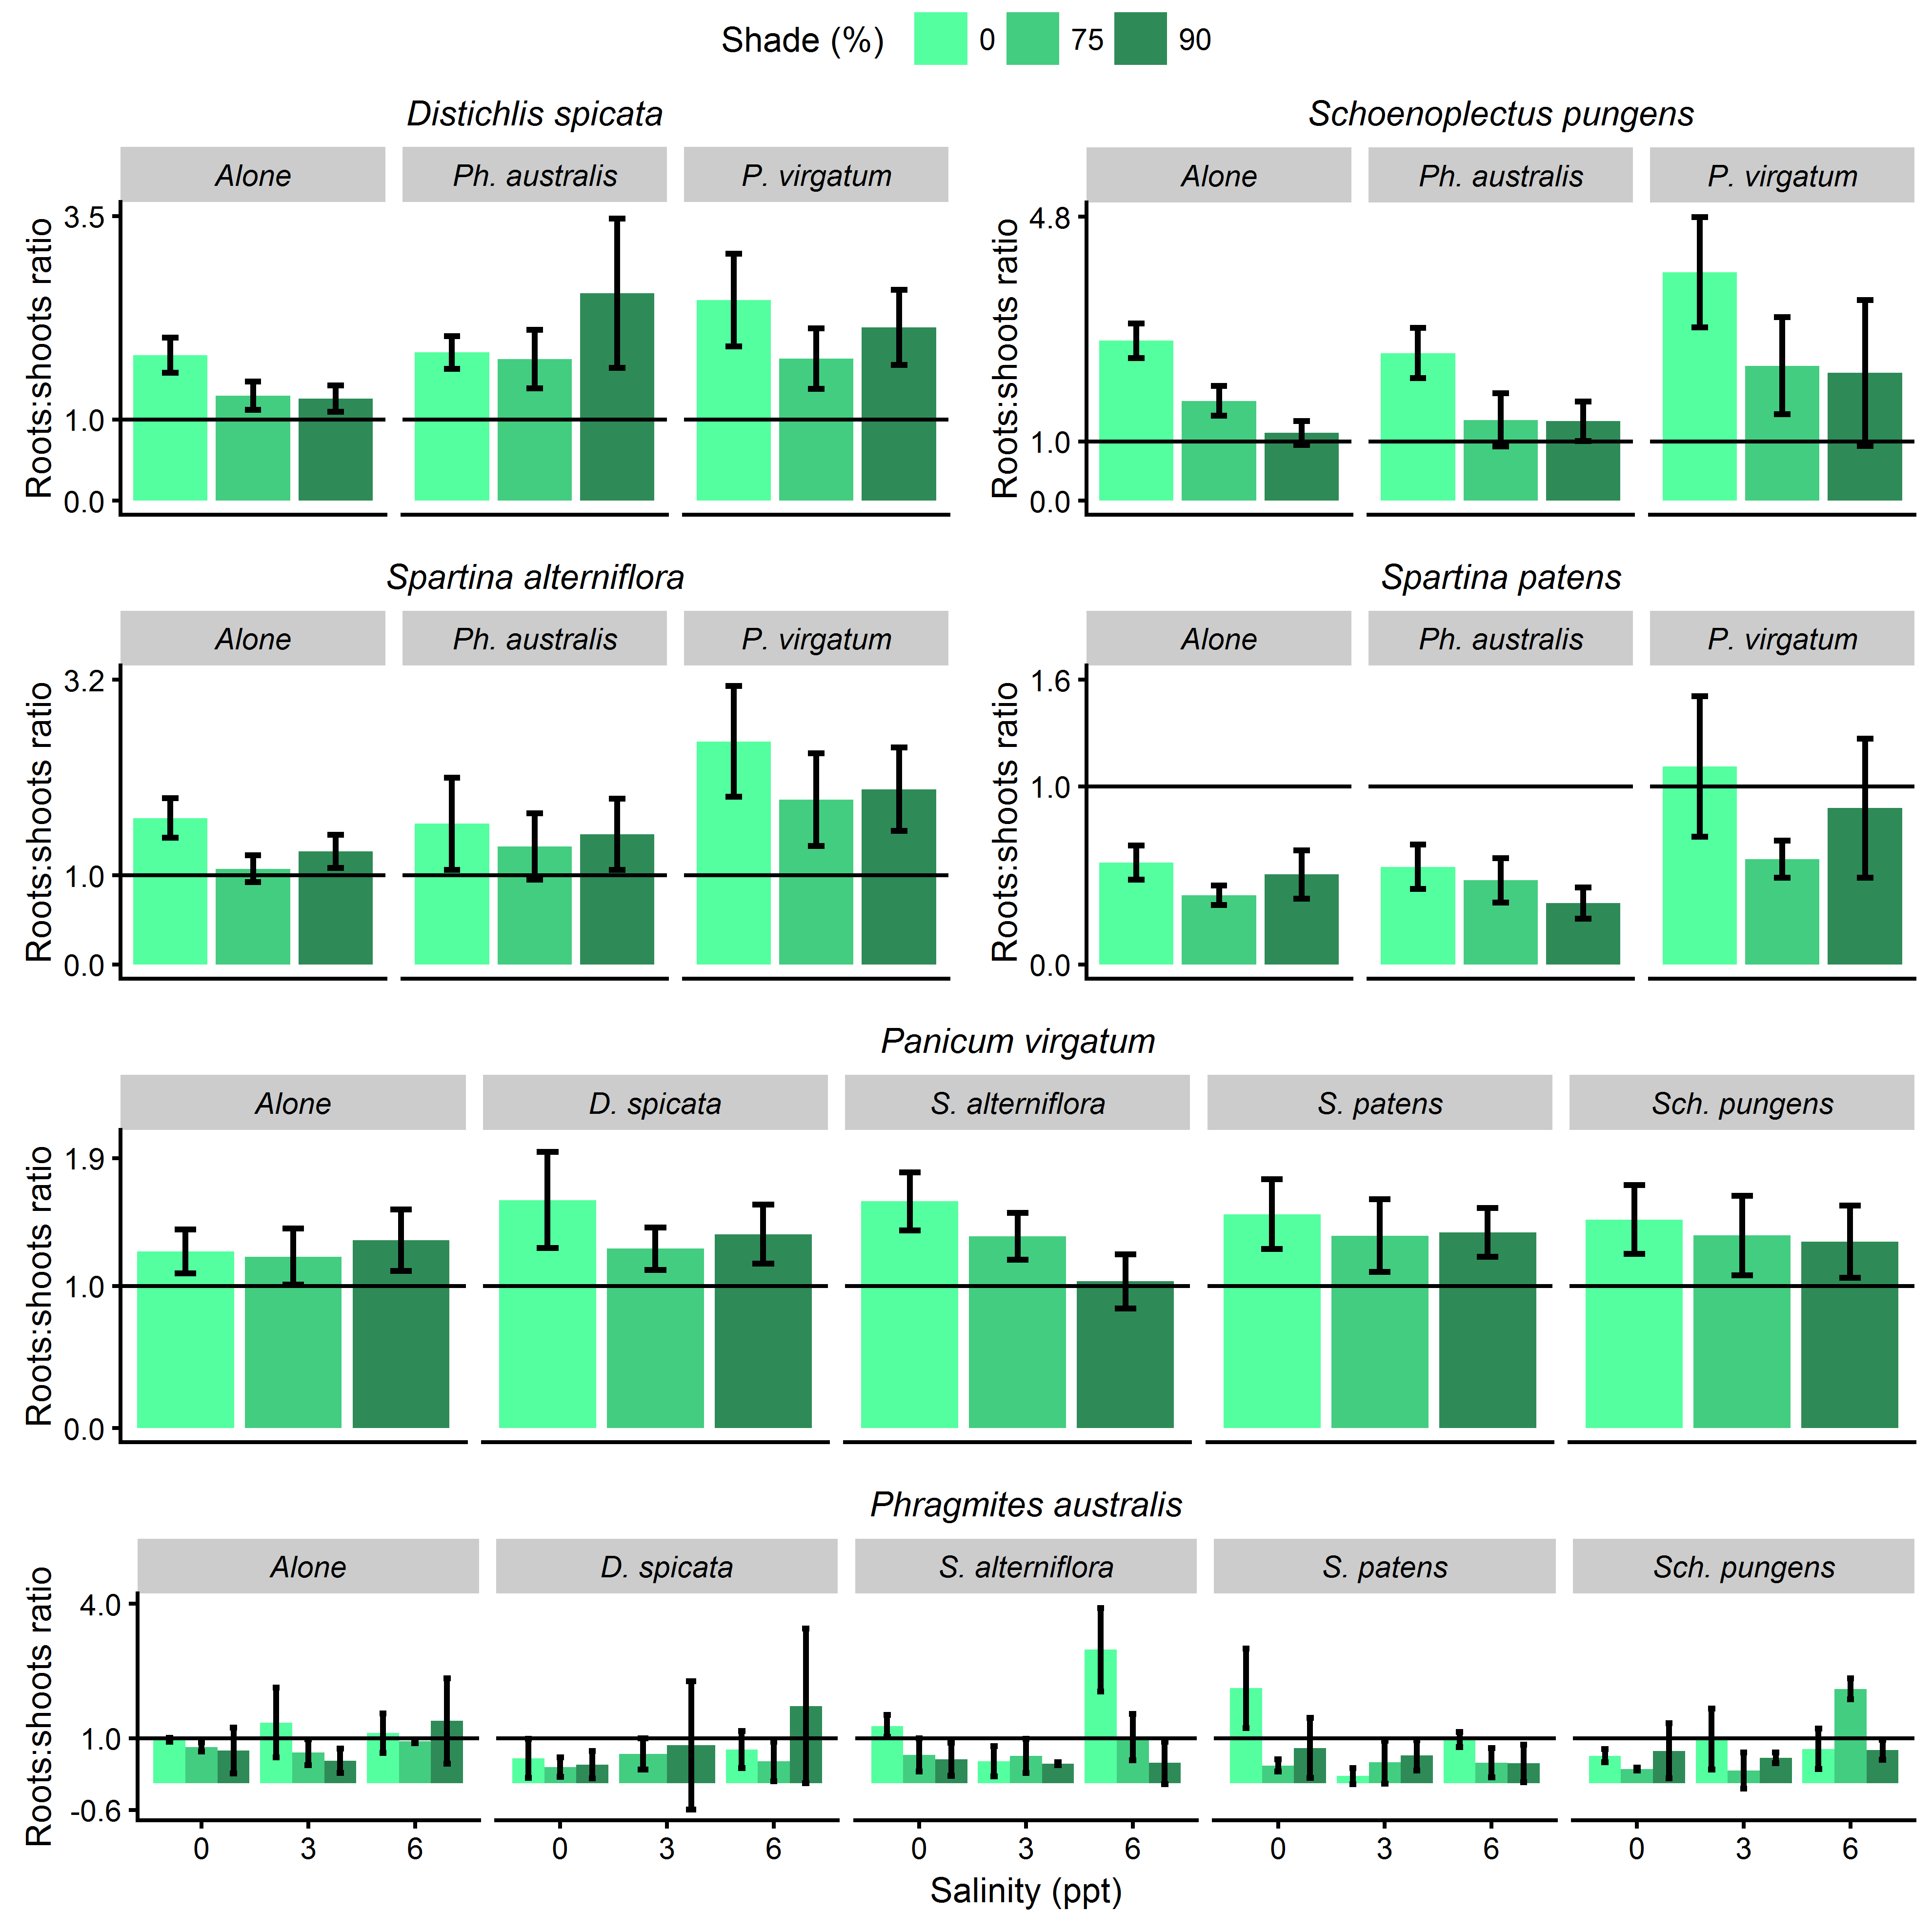 Shade (%) 0 75 90
Distichlis spicata
Schoenoplectus pungens
Alone Ph. australis P. virgatum
Alone Ph. australis P. virgatum
Roots:shoots ratio
3.5
1.0
0.0
Roots:shoots ratio
4.8
1.0
0.0
Spartina alterniflora
Spartina patens
Alone Ph. australis P. virgatum
Alone Ph. australis P. virgatum
Roots:shoots ratio
3.2
1.0
0.0
Roots:shoots ratio
1.6
1.0
0.0
Panicum virgatum
Alone D. spicata S. alterniflora S. patens Sch. pungens
Roots:shoots ratio
1.9
1.0
0.0
Phragmites australis
Alone D. spicata S. alterniflora S. patens Sch. pungens
Roots:shoots ratio
4.0
1.0
-0.6
0 3 6 0 3 6 0 3 6 0 3 6 0 3 6
Salinity (ppt)